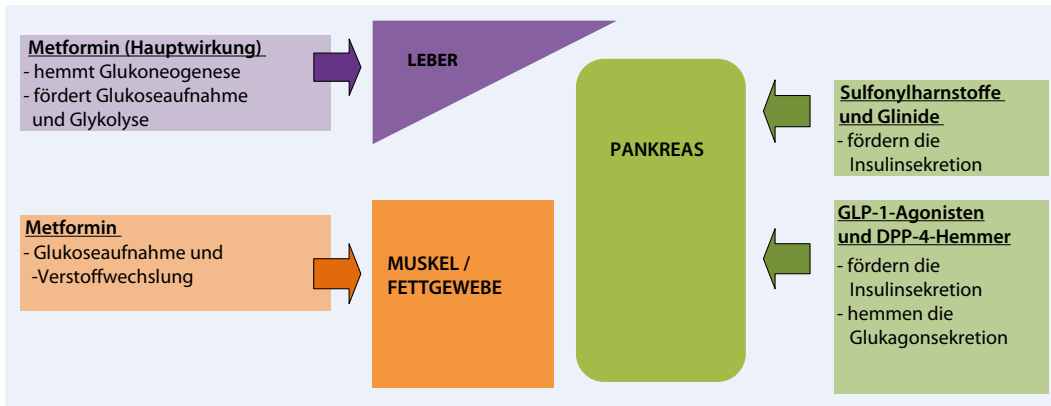 Metformin (Hauptwirkung)
- hemmt Glukoneogenese
- fördert Glukoseaufnahme
und Glykolyse
LEBER
Metformin
- Glukoseaufnahme und
-Verstoffwechslung
MUSKEL /
FETTGEWEBE
PANKREAS
Sulfonylharnstoffe
und Glinide
- fördern die
Insulinsekretion
GLP-1-Agonisten
und DPP-4-Hemmer
- fördern die
Insulinsekretion
- hemmen die
Glukagonsekretion